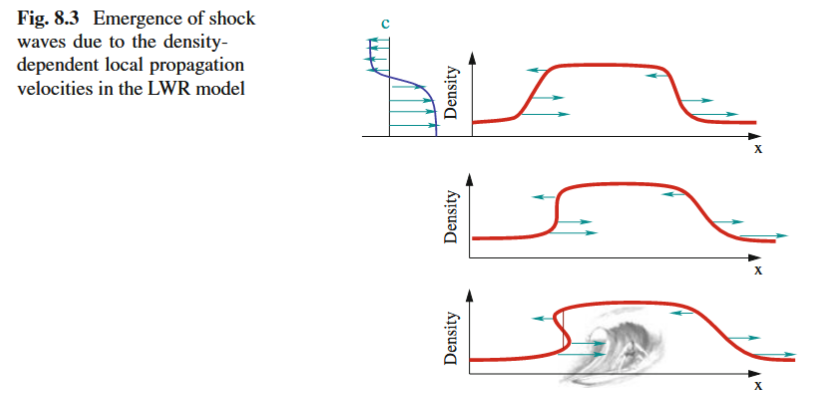 Fig. 8.3 Emergence of shock
waves due to the density-
dependent local propagation
velocities in the LWR model
c
Density
x
Density
x
Density
x